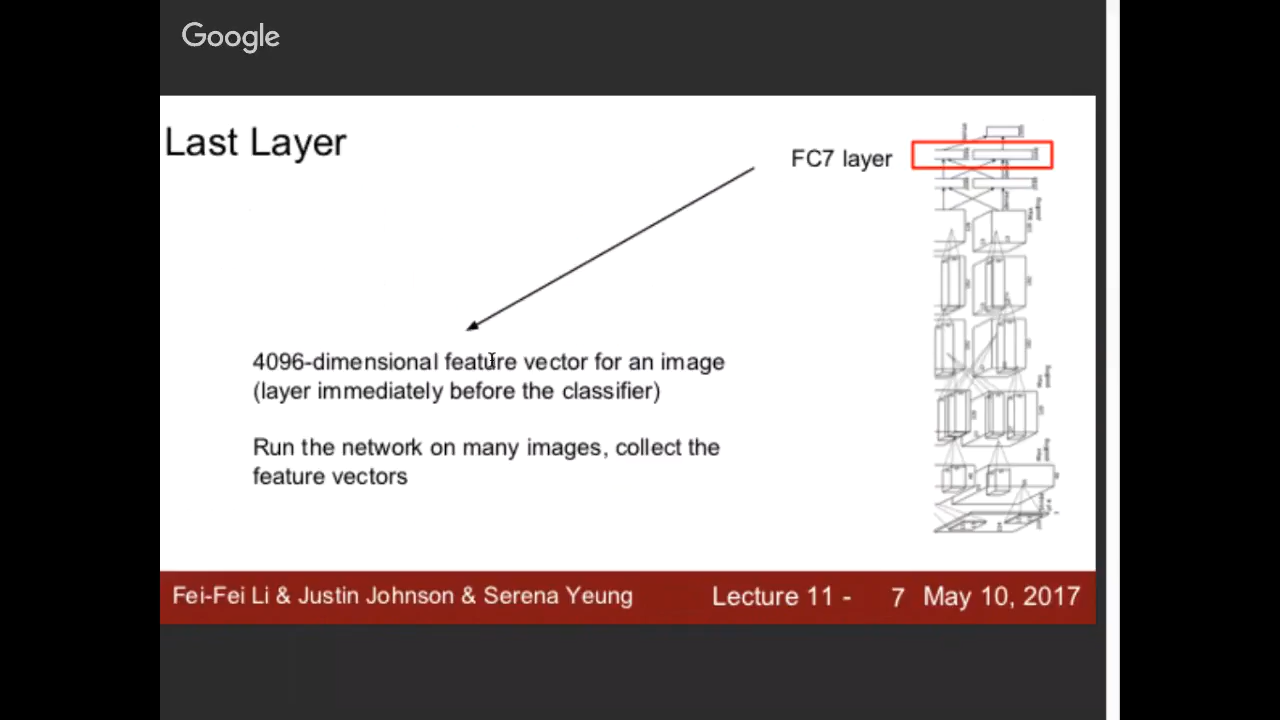 Google
Last Layer
FC7 layer
4096-dimensional feature vector for an image
(layer immediately before the classifier)
Run the network on many images, collect the
feature vectors
Fei-Fei Li & Justin Johnson & Serena Yeung
Lecture 11 - 7 May 10, 2017